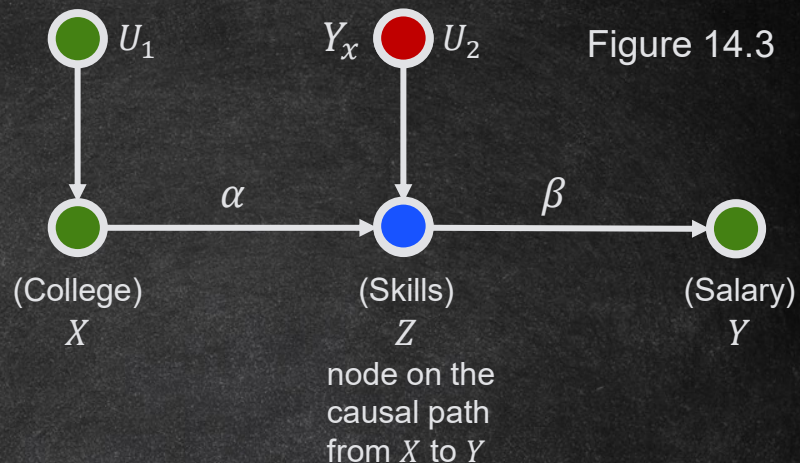 U₁
Yₓ
U₂
Figure 14.3
α
β
(College)
X
(Skills)
Z
(Salary)
Y
node on the
causal path
from X to Y